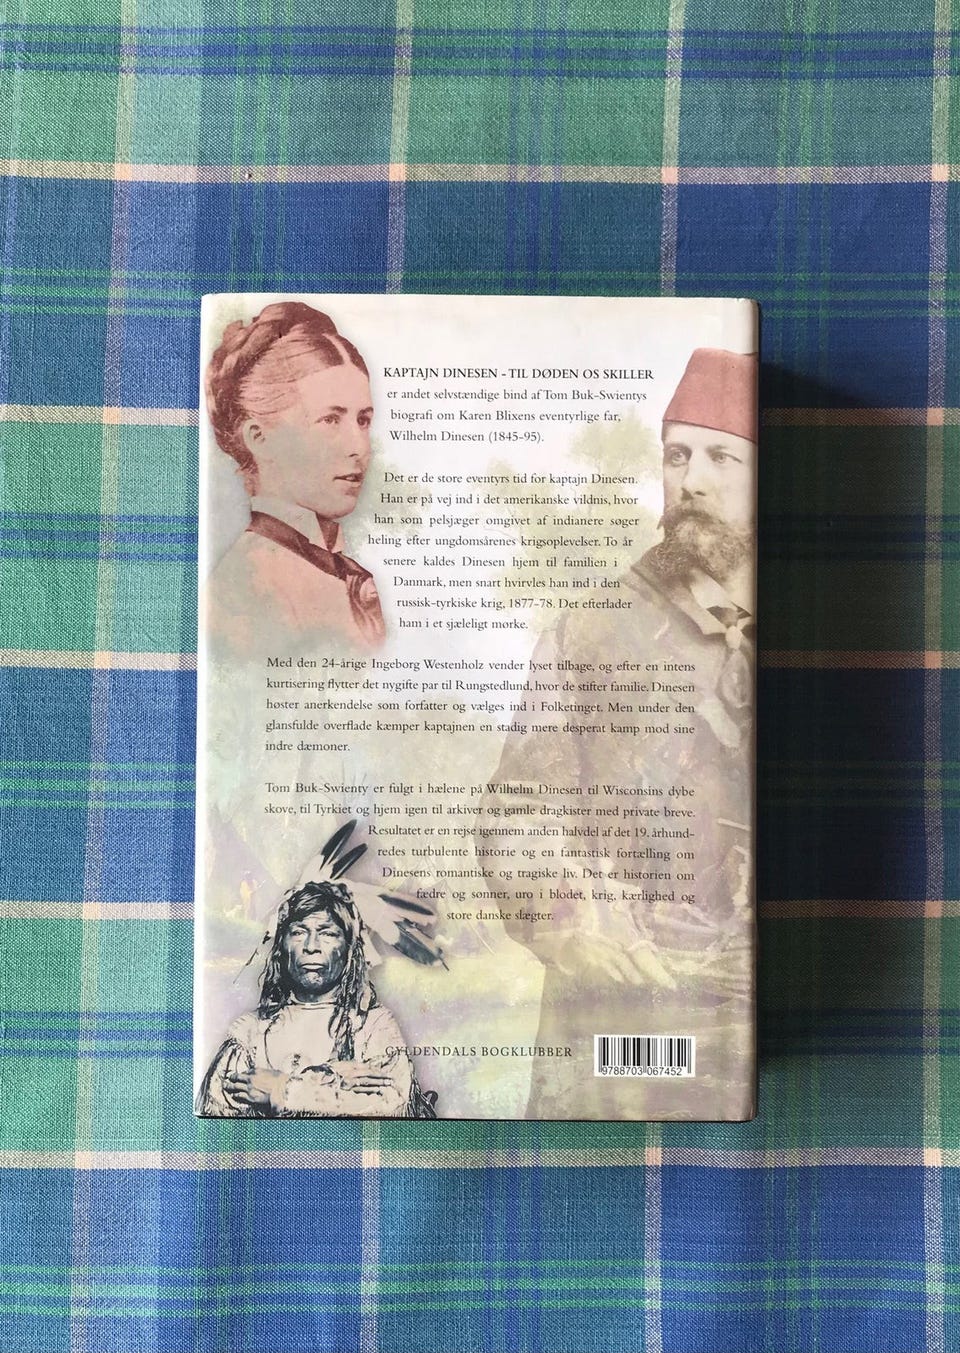 KAPTAJN DINESEN - TIL DØDEN OS SKILLER
er andet selvstændige bind af Tom Buk-Swientys
biografi om Karen Blixens eventyrlige far,
Wilhelm Dinesen (1845-95).
Det er de store eventyrs tid for kaptajn Dinesen.
Han er på vej ind i det amerikanske vildnis, hvor
han som pelsjæger omgivet af indianere søger
heling efter ungdomsårenes krigsoplevelser. To år
senere kaldes Dinesen hjem til familien i
Danmark, men snart hvirvles han ind i den
russisk-tyrkiske krig, 1877-78. Det efterlader
ham i et sjæleligt mørke.
Med den 24-årige Ingeborg Westenholz vender lyset tilbage, og efter en intens
kurtisering flytter det nygifte par til Rungstedlund, hvor de stifter familie. Dinesen
høster anerkendelse som forfatter og vælges ind i Folketinget. Men under den
glansfulde overflade kæmper kaptajnen en stadig mere desperat kamp mod sine
indre dæmoner.
Tom Buk-Swienty er fulgt i hælene på Wilhelm Dinesen til Wisconsins dybe
skove, til Tyrkiet og hjem igen til arkiver og gamle dragkister med private breve.
Resultatet er en rejse igennem anden halvdel af det 19. århund-
redes turbulente historie og en fantastisk fortælling om
Dinesens romantiske og tragiske liv. Det er historien om
fædre og sønner, uro i blodet, krig, kærlighed og
store danske slægter.
GYLDENDALS BOGKLUBBER
9788703067452